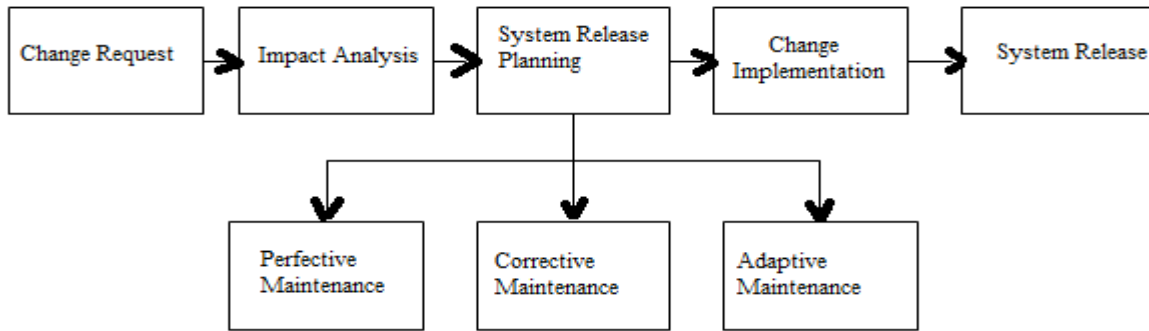 Change Request
Impact Analysis
System Release
Planning
Change
Implementation
System Release
Perfective
Maintenance
Corrective
Maintenance
Adaptive
Maintenance